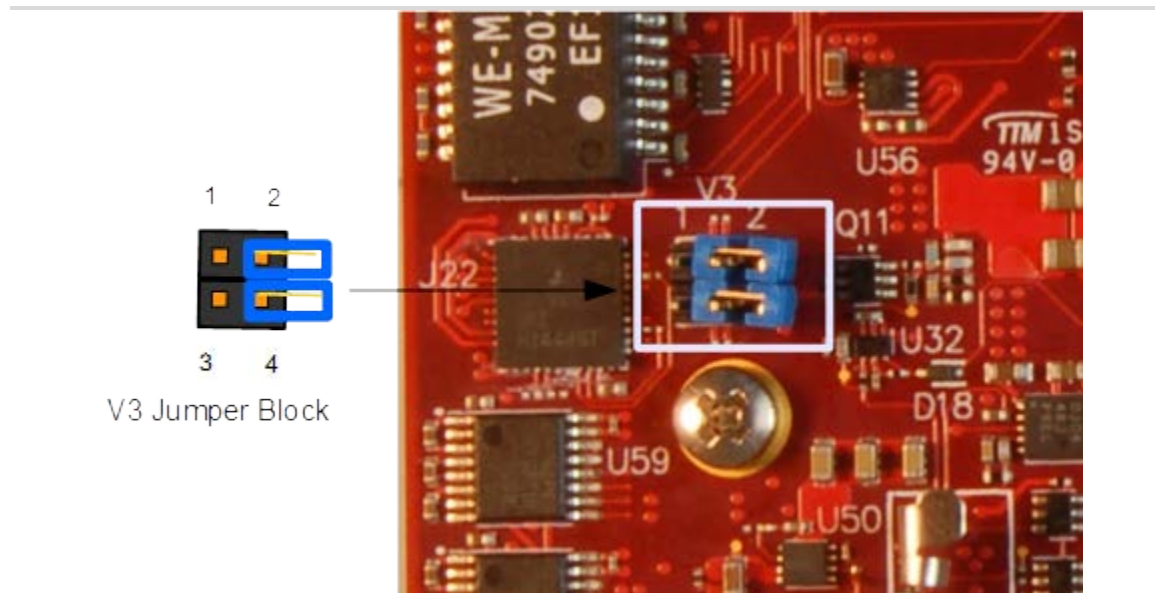 WE-M
7490
EF
TTM 1S
94V-0
U56
V3
1 2
Q11
J22
1 2
3 4
V3 Jumper Block
U32
D18
U59
U50